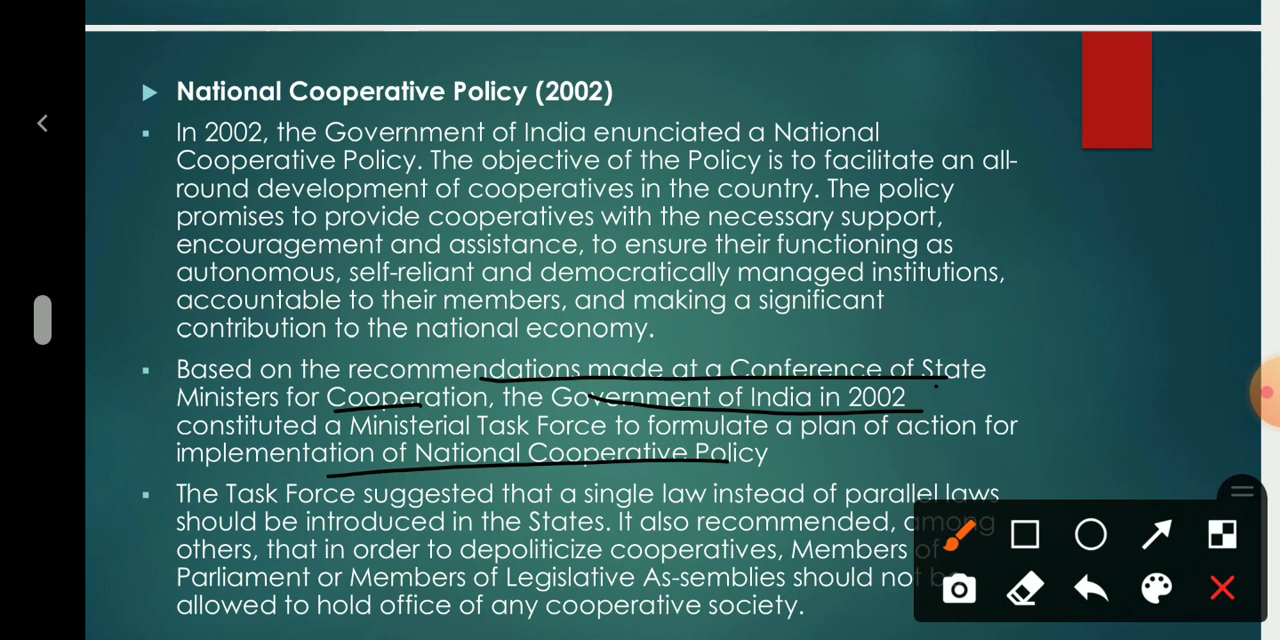 National Cooperative Policy (2002)
In 2002, the Government of India enunciated a National
Cooperative Policy. The objective of the Policy is to facilitate an all-
round development of cooperatives in the country. The policy
promises to provide cooperatives with the necessary support,
encouragement and assistance, to ensure their functioning as
autonomous, self-reliant and democratically managed institutions,
accountable to their members, and making a significant
contribution to the national economy.
Based on the recommendations made at a Conference of State
Ministers for Cooperation, the Government of India in 2002
constituted a Ministerial Task Force to formulate a plan of action for
implementation of National Cooperative Policy
The Task Force suggested that a single law instead of parallel laws
should be introduced in the States. It also recommended, among
others, that in order to depoliticize cooperatives, Members of
Parliament or Members of Legislative As-semblies should not be
allowed to hold office of any cooperative society.